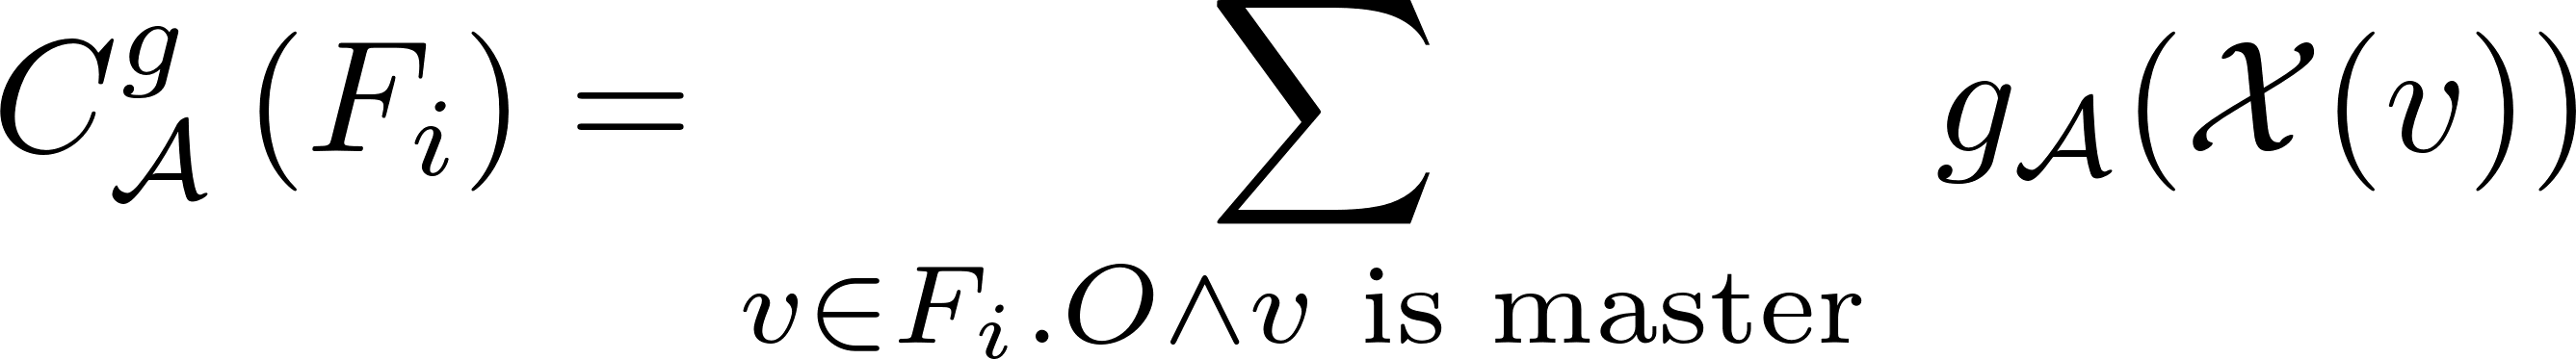 C^g_𝒜(F_i) = ∑ g_𝒜(𝒳(v))
v∈F_i.O∧v is master